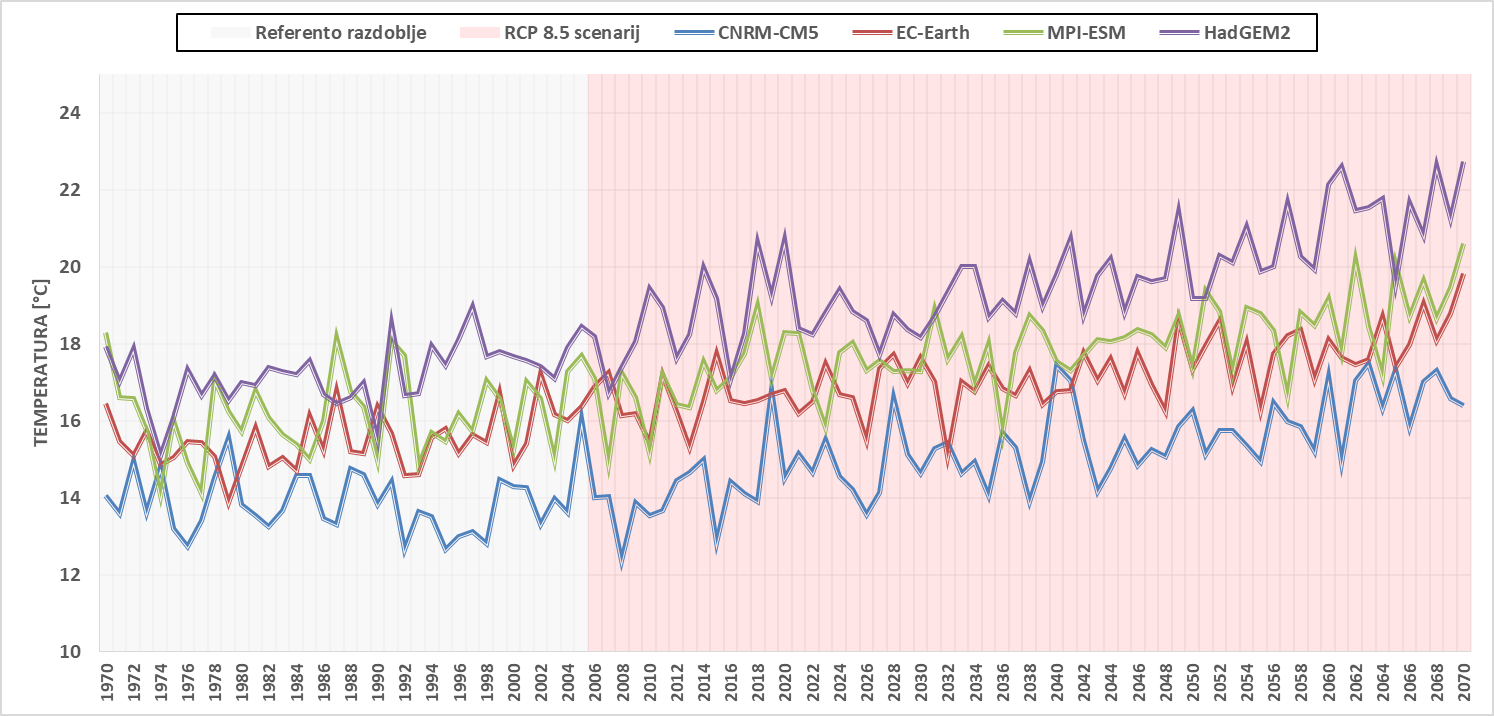 Referento razdoblje RCP 8.5 scenarij CNRM-CM5 EC-Earth MPI-ESM HadGEM2
TEMPERATURA [°C]
24
22
20
18
16
14
12
10
1970 1972 1974 1976 1978 1980 1982 1984 1986 1988 1990 1992 1994 1996 1998 2000 2002 2004 2006 2008 2010 2012 2014 2016 2018 2020 2022 2024 2026 2028 2030 2032 2034 2036 2038 2040 2042 2044 2046 2048 2050 2052 2054 2056 2058 2060 2062 2064 2066 2068 2070